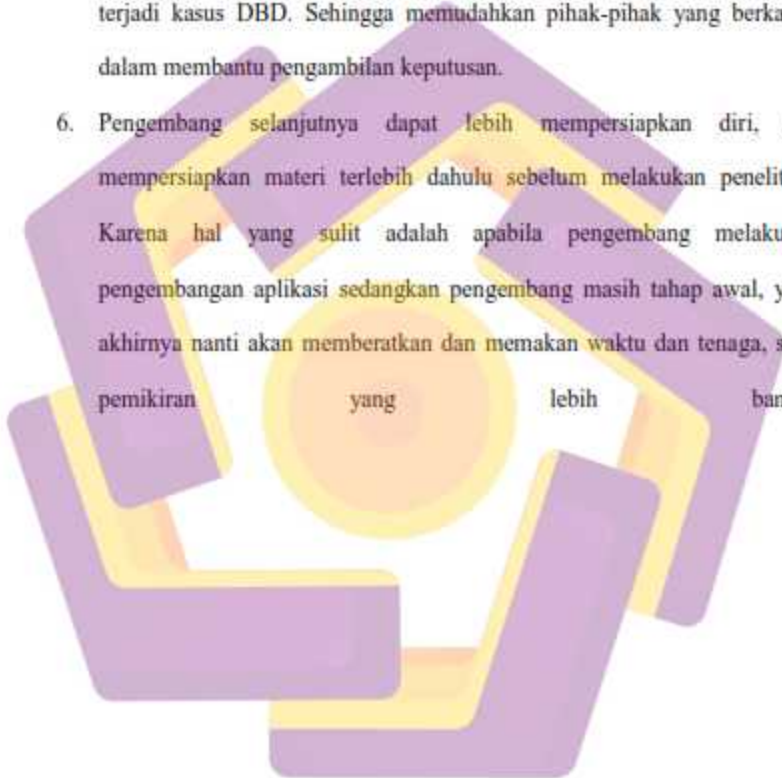 terjadi kasus DBD. Sehingga memudahkan pihak-pihak yang berka
dalam membantu pengambilan keputusan.
6. Pengembang selanjutnya dapat lebih mempersiapkan diri,
mempersiapkan materi terlebih dahulu sebelum melakukan penelit
Karena hal yang sulit adalah apabila pengembang melaku
pengembangan aplikasi sedangkan pengembang masih tahap awal, y
akhirnya nanti akan memberatkan dan memakan waktu dan tenaga, s
pemikiran yang lebih ban